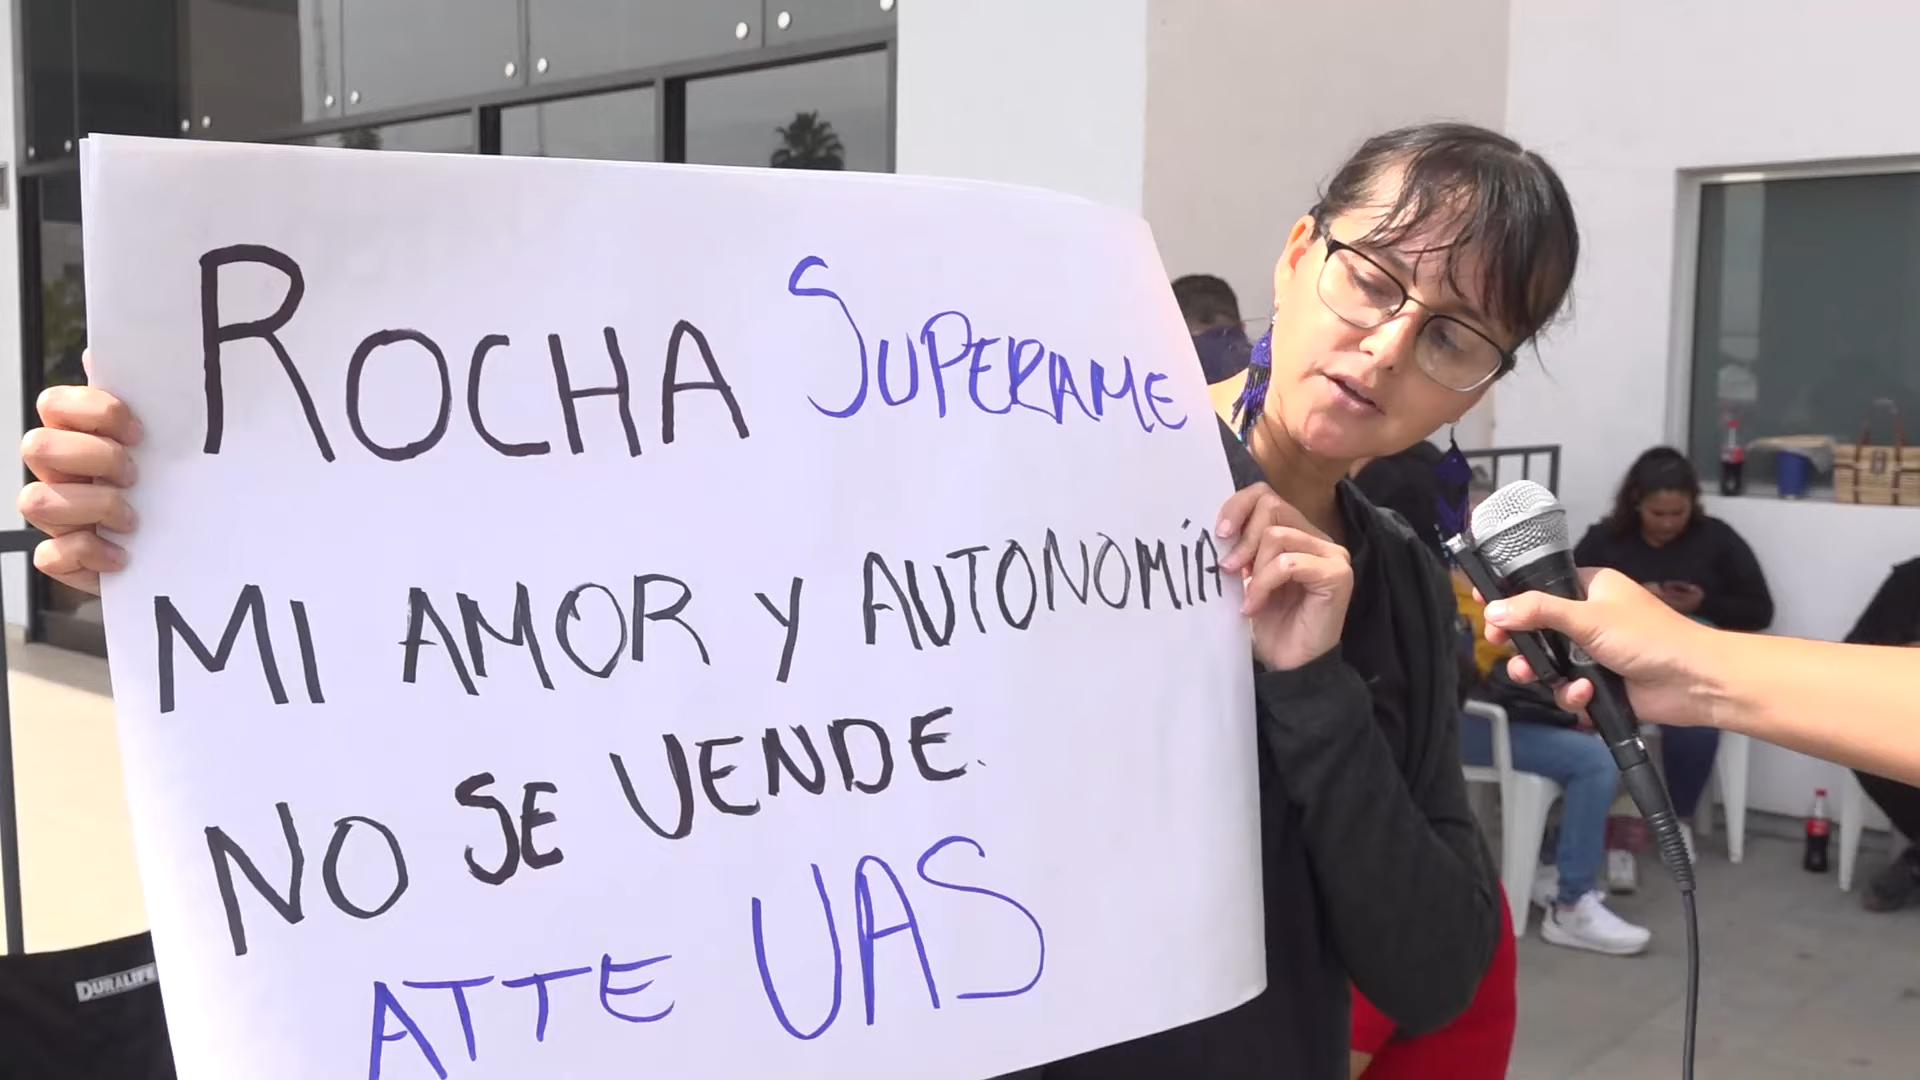 ROCHA SUPERAME
MI AMOR Y AUTONOMÍA
NO SE VENDE.
ATTE UAS
DURALIFE